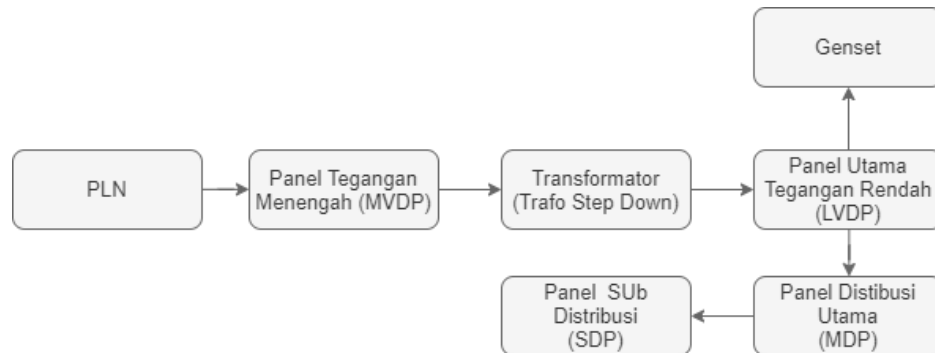 Genset
PLN
Panel Tegangan
Menengah (MVDP)
Transformator
(Trafo Step Down)
Panel Utama
Tegangan Rendah
(LVDP)
Panel SUb
Distribusi
(SDP)
Panel Distibusi
Utama
(MDP)